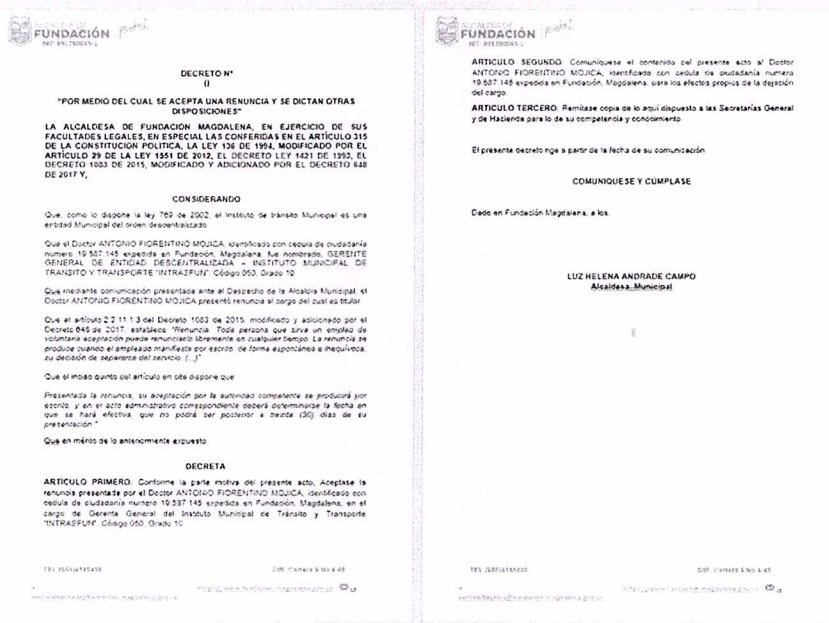 ALCALDÍA DE
FUNDACIÓN
NIT: 891780045-1
DECRETO N°
()
"POR MEDIO DEL CUAL SE ACEPTA UNA RENUNCIA Y SE DICTAN OTRAS
DISPOSICIONES"
LA ALCALDESA DE FUNDACIÓN MAGDALENA, EN EJERCICIO DE SUS
FACULTADES LEGALES, EN ESPECIAL LAS CONFERIDAS EN EL ARTÍCULO 315
DE LA CONSTITUCIÓN POLITICA, LA LEY 136 DE 1994, MODIFICADO POR EL
ARTÍCULO 29 DE LA LEY 1551 DE 2012, EL DECRETO LEY 1421 DE 1993, EL
DECRETO 1083 DE 2015, MODIFICADO Y ADICIONADO POR EL DECRETO 648
DE 2017 Y,
CONSIDERANDO
Que, como lo dispone la ley 769 de 2002, el Instituto de tránsito Municipal es una
entidad Municipal del orden descentralizado
Que el Doctor ANTONIO FIORENTINO MOJICA, identificado con cedula de ciudadanía
numero 19.587.145 expedida en Fundación, Magdalena, fue nombrado, GERENTE
GENERAL DE ENTIDAD DESCENTRALIZADA – INSTITUTO MUNICIPAL DE
TRANSITO Y TRANSPORTE "INTRASFUN", Código 050, Grado 10
Que mediante comunicación presentada ante el Despacho de la Alcaldía Municipal, el
Doctor ANTONIO FIORENTINO MOJICA presentó renuncia al cargo del cual es titular
Que el artículo 2.2.11.1.3 del Decreto 1083 de 2015, modificado y adicionado por el
Decreto 648 de 2017, establece "Renuncia. Toda persona que sirva un empleo de
voluntaria aceptación puede renunciarlo libremente en cualquier tiempo. La renuncia se
produce cuando el empleado manifiesta por escrito, de forma espontánea e inequívoca,
su decisión de separarse del servicio. (...)"
Que el inciso quinto del artículo en cita dispone que:
Presentada la renuncia, su aceptación por la autoridad competente se producirá por
escrito, y en el acto administrativo correspondiente deberá determinarse la fecha en
que se hará efectiva, que no podrá ser posterior a treinta (30) días de su
presentación."
Que en mérito de lo anteriormente expuesto
DECRETA
ARTICULO PRIMERO: Conforme la parte motiva del presente acto, Aceptase la
renuncia presentada por el Doctor ANTONIO FIORENTINO MOJICA, identificado con
cedula de ciudadanía numero 19.587.145 expedida en Fundación, Magdalena, en el
cargo de Gerente General del Instituto Municipal de Tránsito y Transporte
"INTRASFUN", Código 050, Grado 10
ALCALDÍA DE
FUNDACIÓN
NIT: 891780045-1
ARTICULO SEGUNDO: Comuníquese el contenido del presente acto al Doctor
ANTONIO FIORENTINO MOJICA, identificado con cedula de ciudadanía numero
19.587.145 expedida en Fundación, Magdalena, para los efectos propios de la dejación
del cargo.
ARTICULO TERCERO: Remítase copia de lo aquí dispuesto a las Secretarías General
y de Hacienda para lo de su competencia y conocimiento
El presente decreto rige a partir de la fecha de su comunicación.
COMUNIQUESE Y CÚMPLASE
Dado en Fundación Magdalena, a los.
LUZ HELENA ANDRADE CAMPO
Alcaldesa Municipal